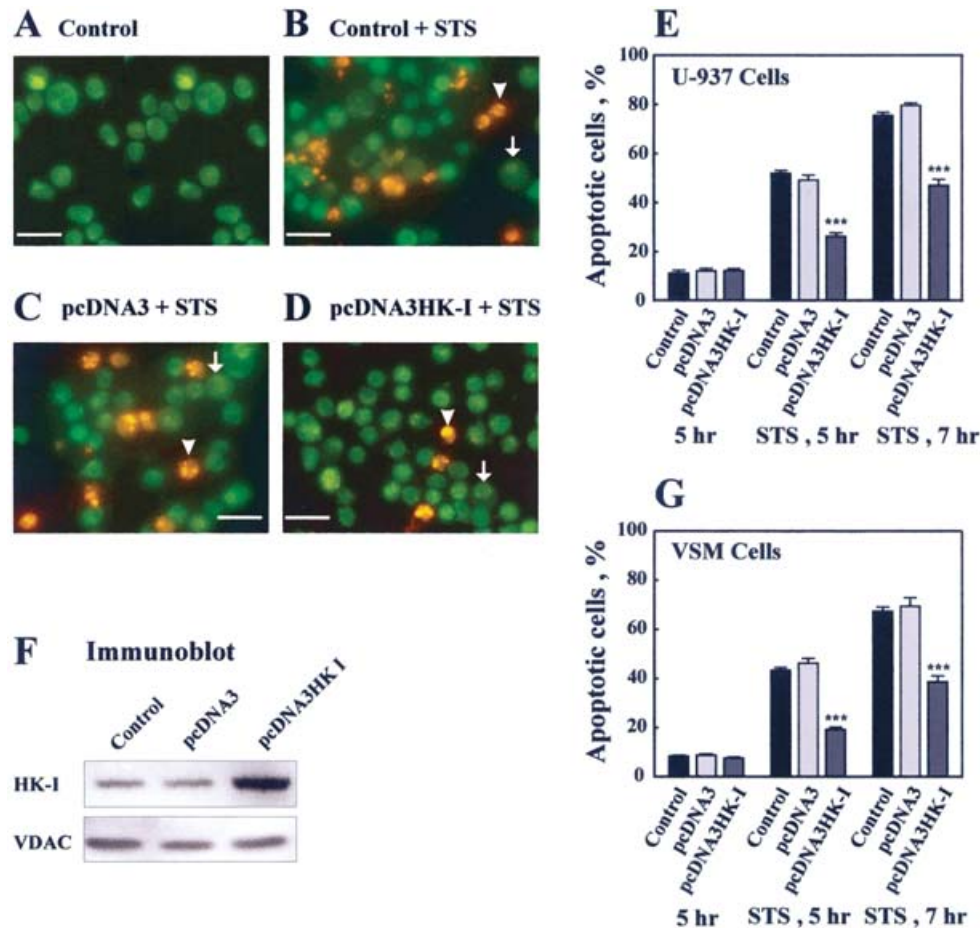 A Control
B Control + STS
C pcDNA3 + STS
D pcDNA3HK-I + STS
E
Apoptotic cells , %
100
80
60
40
20
0
U-937 Cells
***
***
Control
pcDNA3
pcDNA3HK-I
Control
pcDNA3
pcDNA3HK-I
Control
pcDNA3
pcDNA3HK-I
5 hr
STS , 5 hr
STS , 7 hr
F Immunoblot
Control
pcDNA3
pcDNA3HK I
HK-I
VDAC
G
Apoptotic cells , %
100
80
60
40
20
0
VSM Cells
***
***
Control
pcDNA3
pcDNA3HK-I
Control
pcDNA3
pcDNA3HK-I
Control
pcDNA3
pcDNA3HK-I
5 hr
STS , 5 hr
STS , 7 hr